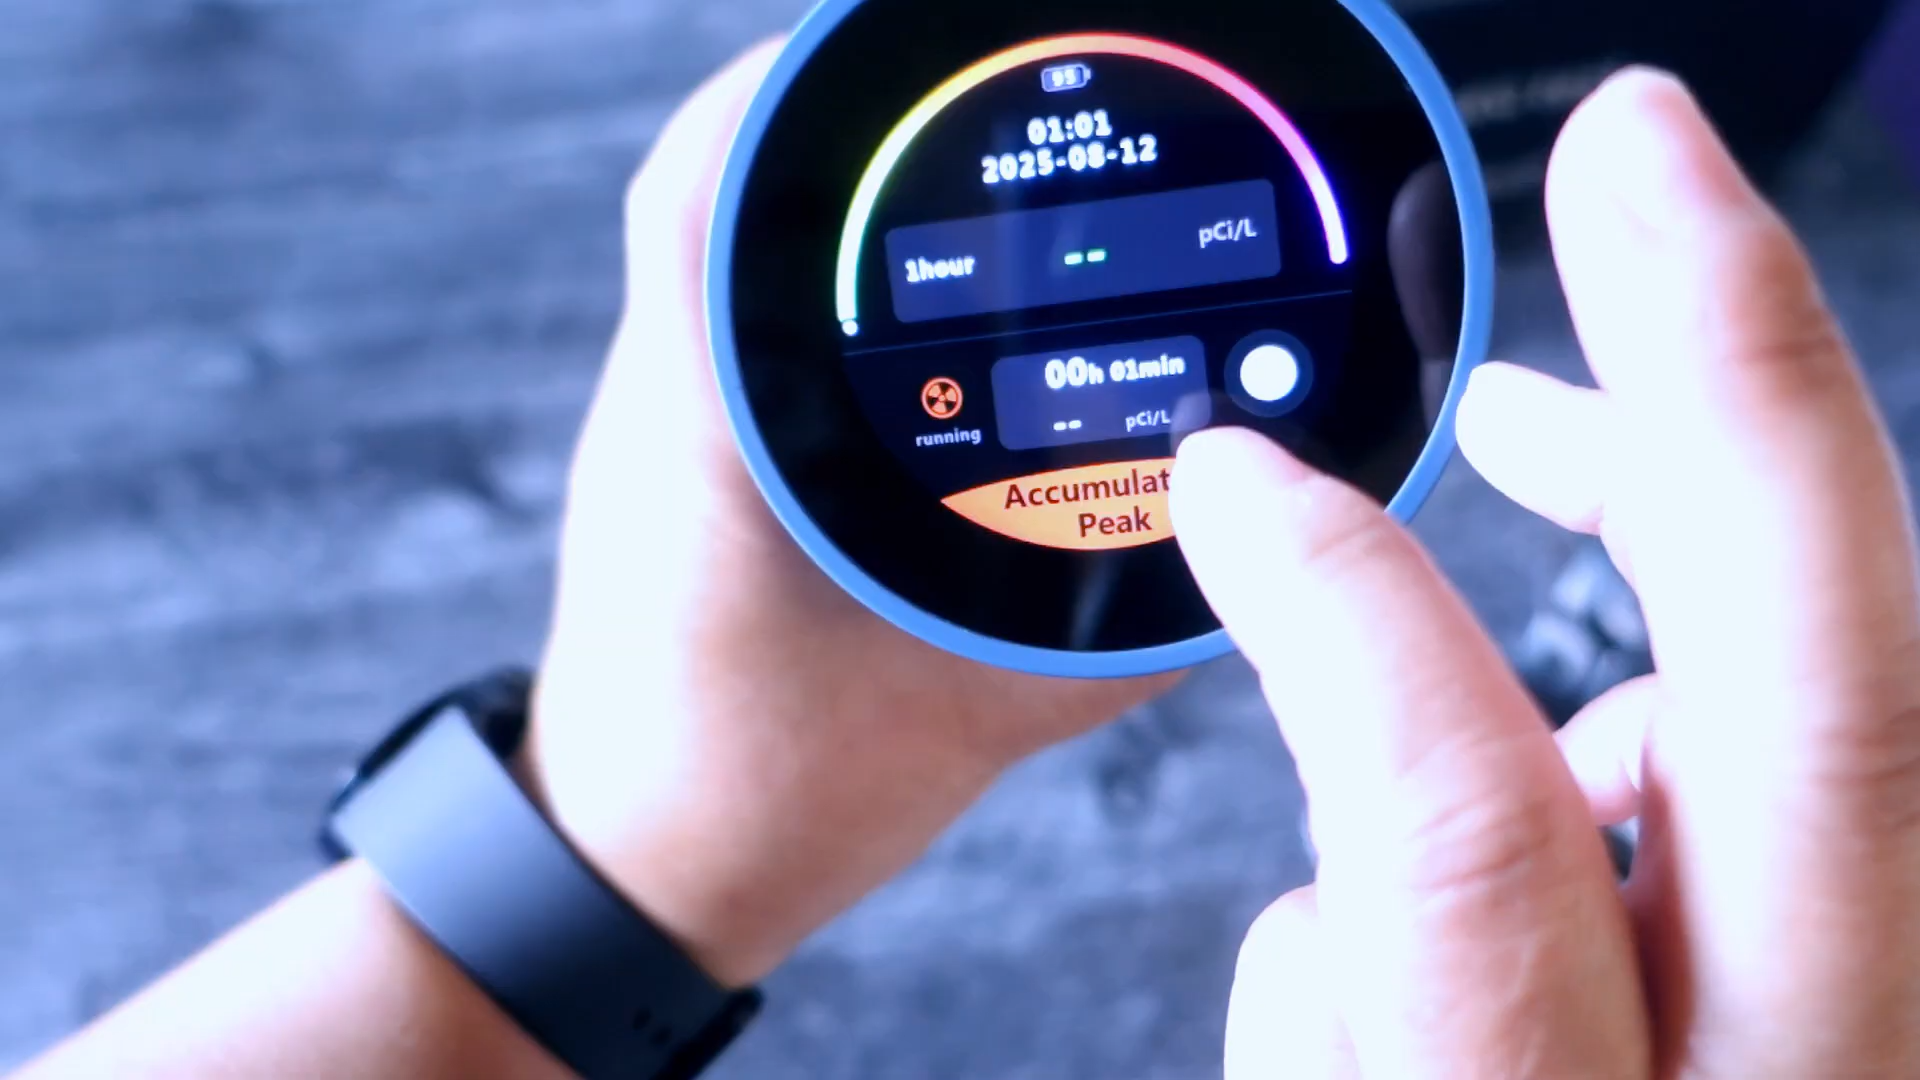 95
01:01
2025-08-12
1hour -- pCi/L
00h 01min
-- pCi/L
running
Accumulat
Peak